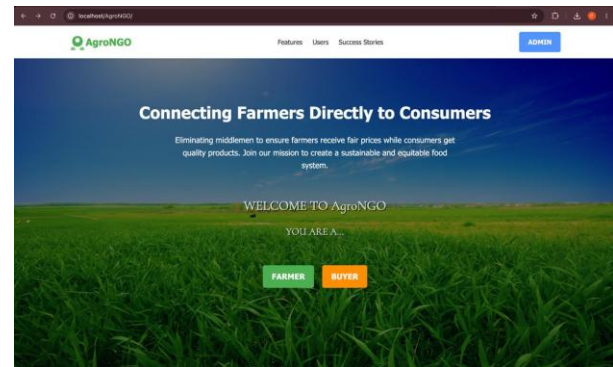 localhost/AgroNGO/
AgroNGO
Features Users Success Stories
ADMIN
Connecting Farmers Directly to Consumers
Eliminating middlemen to ensure farmers receive fair prices while consumers get
quality products. Join our mission to create a sustainable and equitable food
system.
WELCOME TO AgroNGO
YOU ARE A...
FARMER BUYER